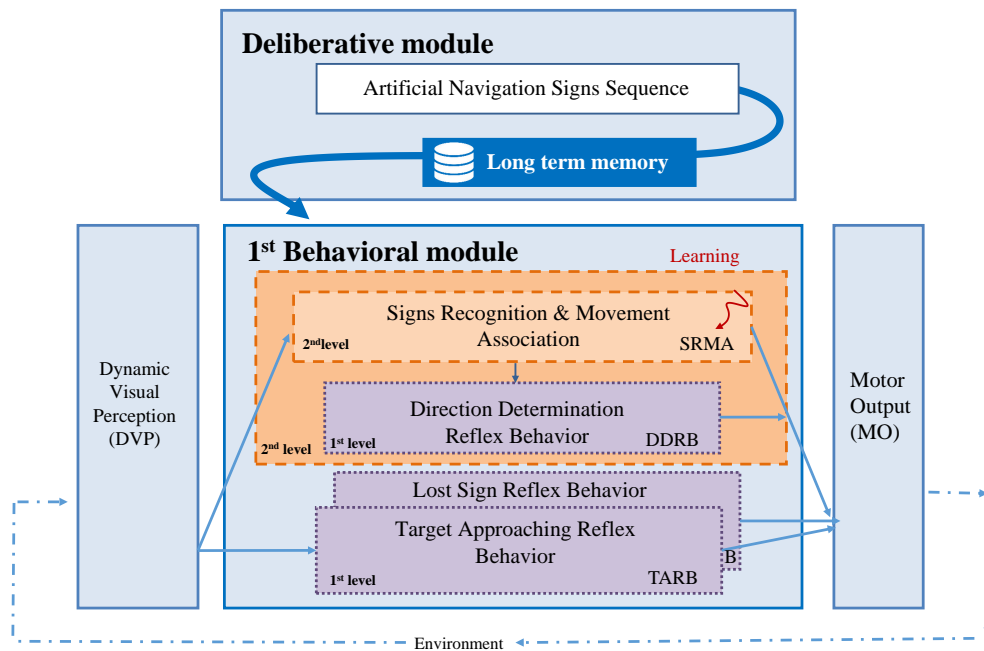 Deliberative module
Artificial Navigation Signs Sequence
Long term memory
1st Behavioral module
Learning
Signs Recognition & Movement
Association
2ndlevel
SRMA
Dynamic
Visual
Perception
(DVP)
Direction Determination
Reflex Behavior
1st level
DDRB
2nd level
Motor
Output
(MO)
Lost Sign Reflex Behavior
B
Target Approaching Reflex
Behavior
1st level
TARB
Environment